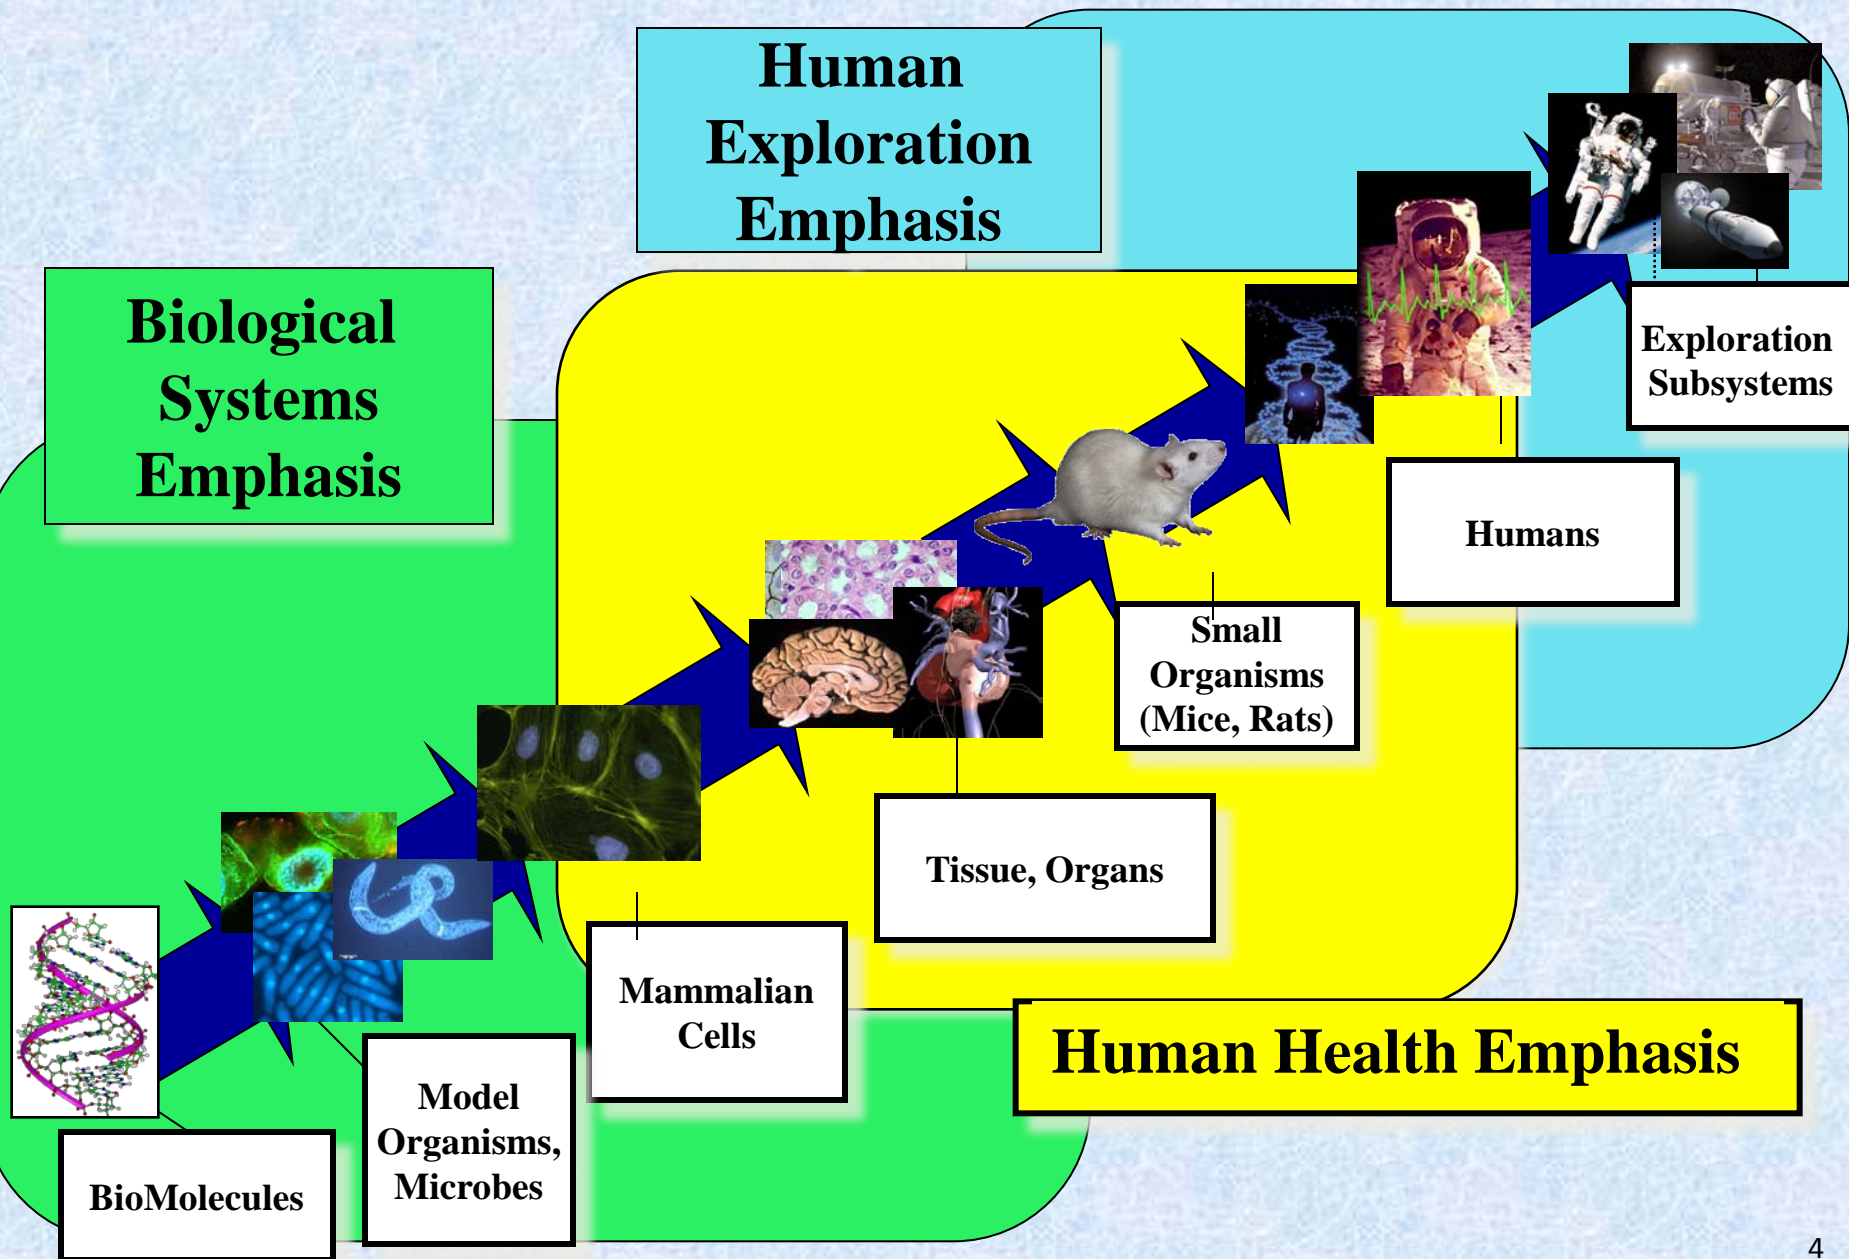 Human
Exploration
Emphasis
Biological
Systems
Emphasis
Exploration
Subsystems
Humans
Small
Organisms
(Mice, Rats)
Tissue, Organs
Mammalian
Cells
Human Health Emphasis
Model
Organisms,
Microbes
BioMolecules
4